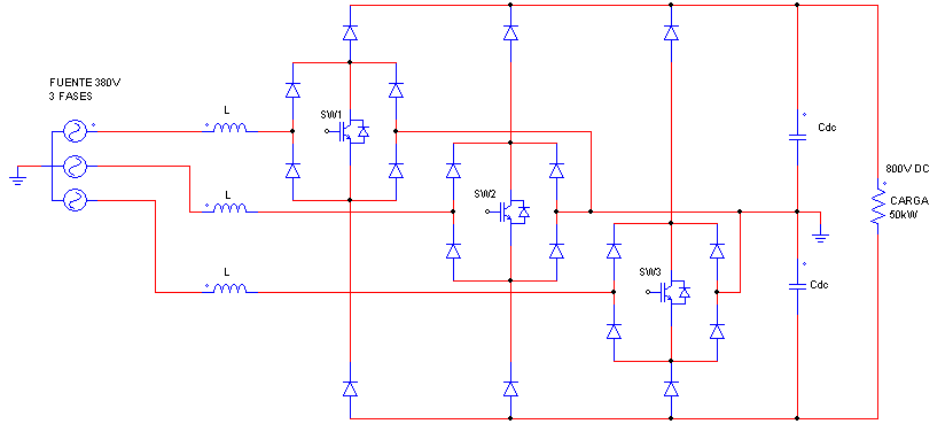 FUENTE 380V
3 FASES
L
SW1
L
SW2
L
SW3
Cdc
800V DC
CARGA
50kW
Cdc